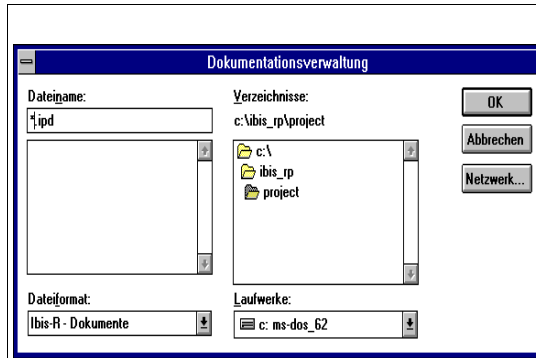 Dokumentationsverwaltung
Dateiname:
*.ipd
Verzeichnisse:
c:\ibis_rp\project
c:\
ibis_rp
project
OK
Abbrechen
Netzwerk...
Dateiformat:
Ibis-R - Dokumente
Laufwerke:
c: ms-dos_62